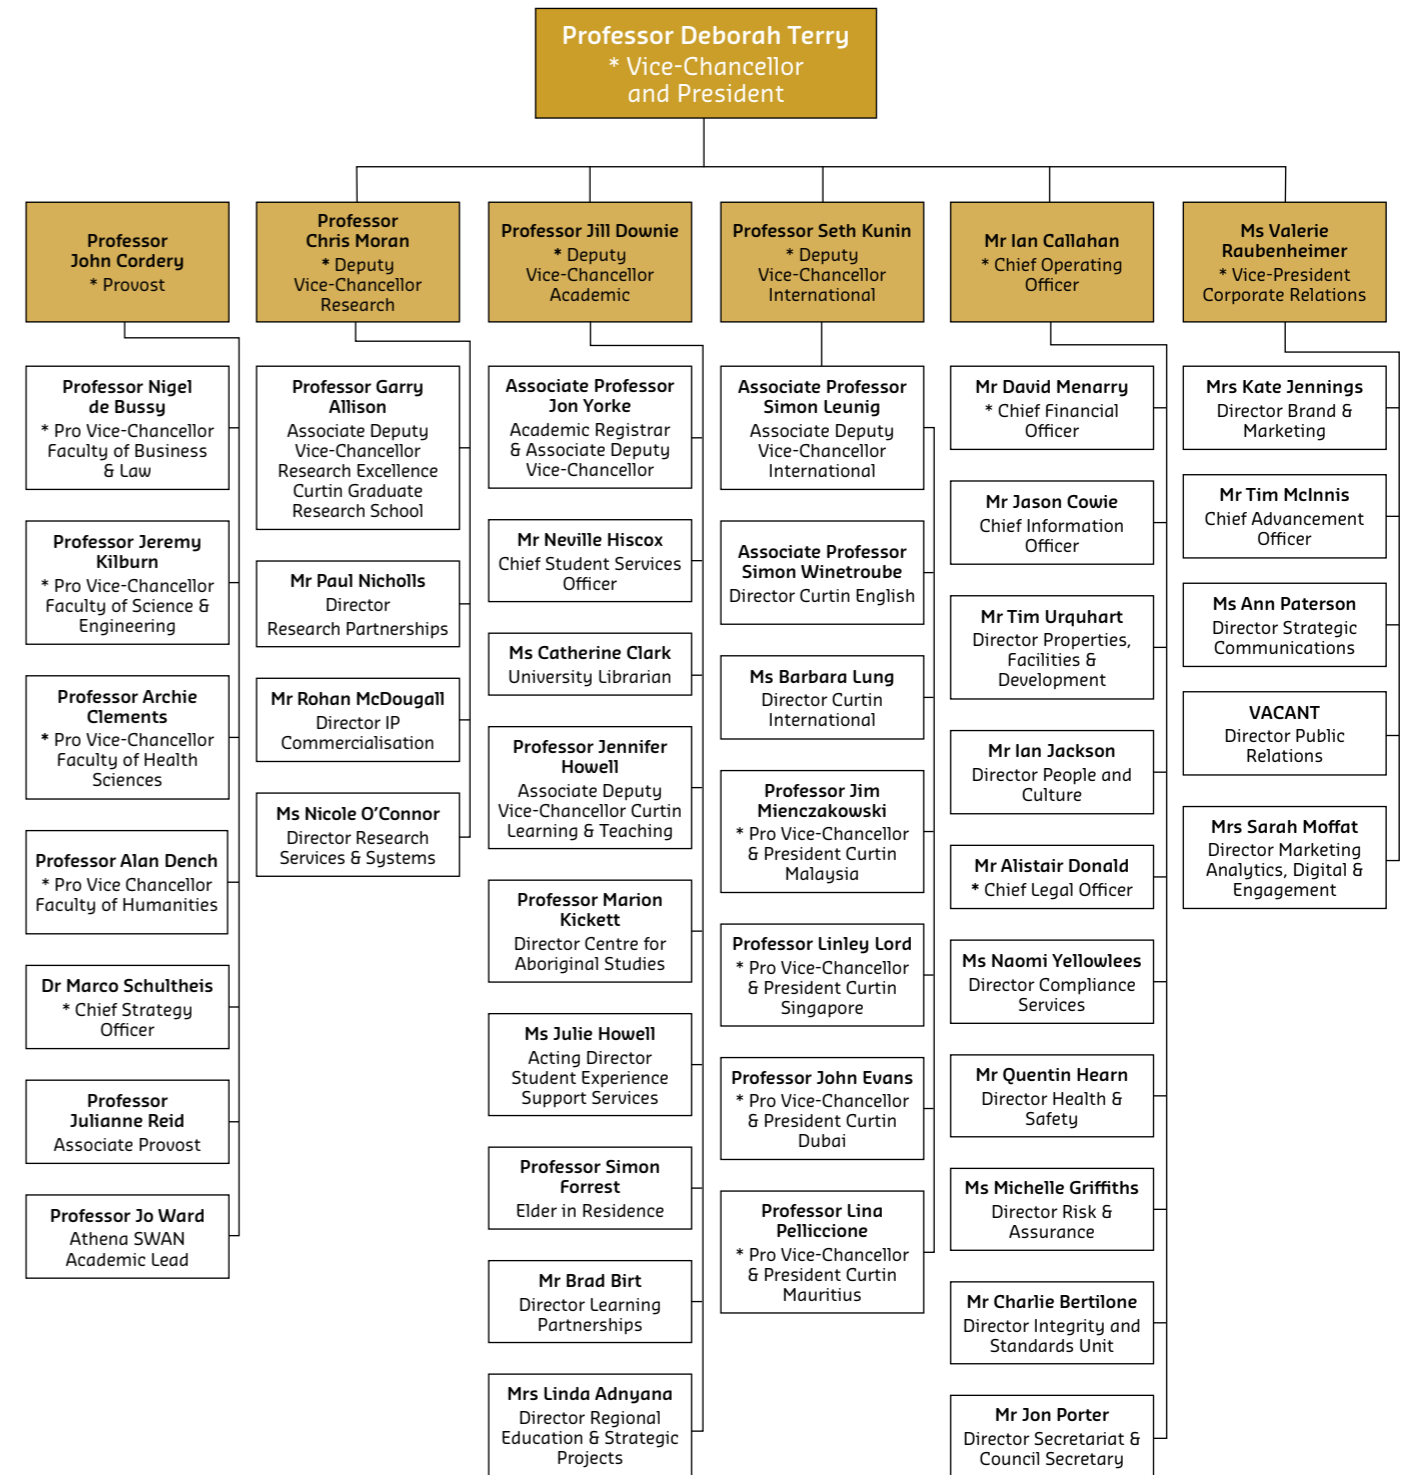 Professor Deborah Terry
* Vice-Chancellor
and President
Professor
John Cordery
* Provost
Professor
Chris Moran
* Deputy
Vice-Chancellor
Research
Professor Jill Downie
* Deputy
Vice-Chancellor
Academic
Professor Seth Kunin
* Deputy
Vice-Chancellor
International
Mr Ian Callahan
* Chief Operating
Officer
Ms Valerie
Raubenheimer
* Vice-President
Corporate Relations
Professor Nigel
de Bussy
* Pro Vice-Chancellor
Faculty of Business
& Law
Professor Jeremy
Kilburn
* Pro Vice-Chancellor
Faculty of Science &
Engineering
Professor Archie
Clements
* Pro Vice-Chancellor
Faculty of Health
Sciences
Professor Alan Dench
* Pro Vice Chancellor
Faculty of Humanities
Dr Marco Schultheis
* Chief Strategy
Officer
Professor
Julianne Reid
Associate Provost
Professor Jo Ward
Athena SWAN
Academic Lead
Professor Garry
Allison
Associate Deputy
Vice-Chancellor
Research Excellence
Curtin Graduate
Research School
Mr Paul Nicholls
Director
Research Partnerships
Mr Rohan McDougall
Director IP
Commercialisation
Ms Nicole O’Connor
Director Research
Services & Systems
Associate Professor
Jon Yorke
Academic Registrar
& Associate Deputy
Vice-Chancellor
Mr Neville Hiscox
Chief Student Services
Officer
Ms Catherine Clark
University Librarian
Professor Jennifer
Howell
Associate Deputy
Vice-Chancellor Curtin
Learning & Teaching
Professor Marion
Kickett
Director Centre for
Aboriginal Studies
Ms Julie Howell
Acting Director
Student Experience
Support Services
Professor Simon
Forrest
Elder in Residence
Mr Brad Birt
Director Learning
Partnerships
Mrs Linda Adnyana
Director Regional
Education & Strategic
Projects
Associate Professor
Simon Leunig
Associate Deputy
Vice-Chancellor
International
Associate Professor
Simon Winetroube
Director Curtin English
Ms Barbara Lung
Director Curtin
International
Professor Jim
Mienczakowski
* Pro Vice-Chancellor
& President Curtin
Malaysia
Professor Linley Lord
* Pro Vice-Chancellor
& President Curtin
Singapore
Professor John Evans
* Pro Vice-Chancellor
& President Curtin
Dubai
Professor Lina
Pelliccione
* Pro Vice-Chancellor
& President Curtin
Mauritius
Mr David Menarry
* Chief Financial
Officer
Mr Jason Cowie
Chief Information
Officer
Mr Tim Urquhart
Director Properties,
Facilities &
Development
Mr Ian Jackson
Director People and
Culture
Mr Alistair Donald
* Chief Legal Officer
Ms Naomi Yellowlees
Director Compliance
Services
Mr Quentin Hearn
Director Health &
Safety
Ms Michelle Griffiths
Director Risk &
Assurance
Mr Charlie Bertilone
Director Integrity and
Standards Unit
Mr Jon Porter
Director Secretariat &
Council Secretary
Mrs Kate Jennings
Director Brand &
Marketing
Mr Tim McInnis
Chief Advancement
Officer
Ms Ann Paterson
Director Strategic
Communications
VACANT
Director Public
Relations
Mrs Sarah Moffat
Director Marketing
Analytics, Digital &
Engagement